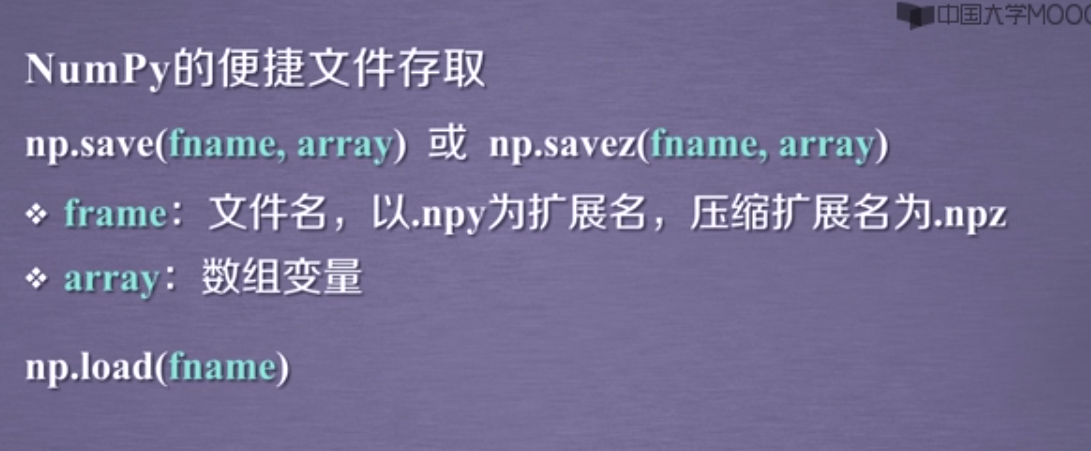 中国大学MOOC
NumPy的便捷文件存取
np.save(fname, array) 或 np.savez(fname, array)
❖ frame：文件名，以.npy为扩展名，压缩扩展名为.npz
❖ array：数组变量
np.load(fname)